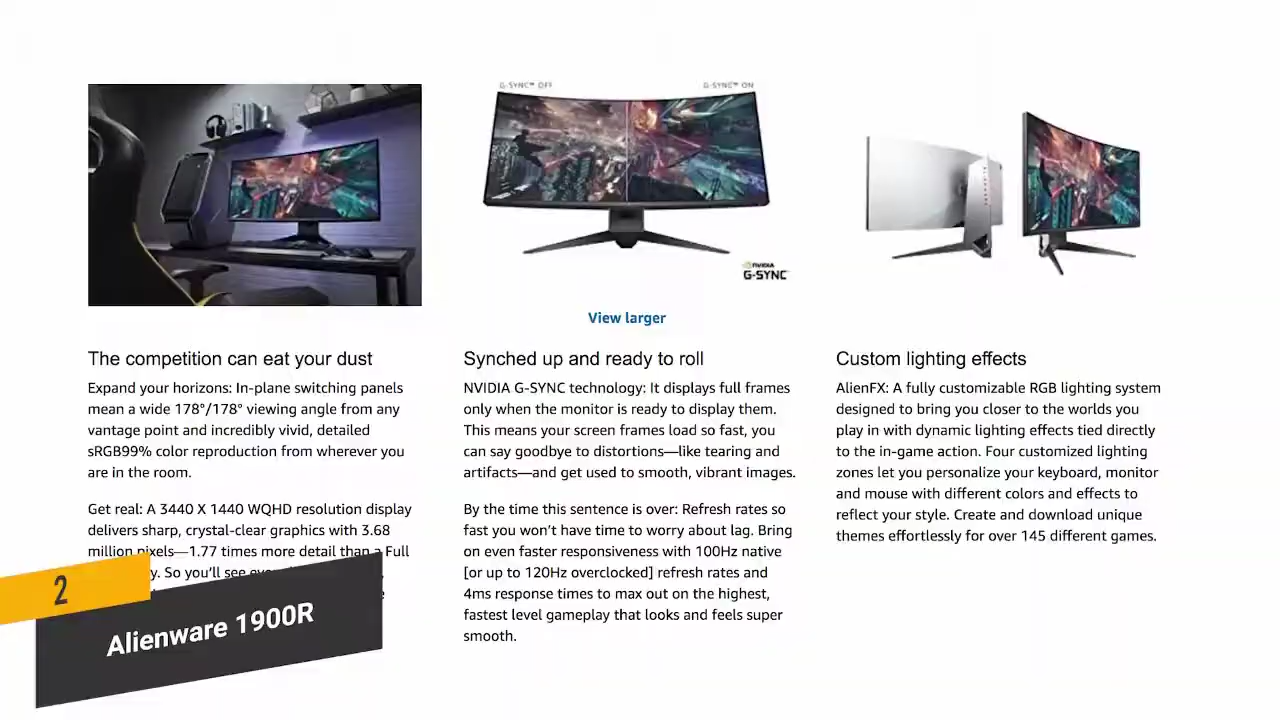 G-SYNC™ OFF
G-SYNC™ ON
NVIDIA
G-SYNC™
View larger
The competition can eat your dust
Expand your horizons: In-plane switching panels
mean a wide 178°/178° viewing angle from any
vantage point and incredibly vivid, detailed
sRGB99% color reproduction from wherever you
are in the room.
Get real: A 3440 X 1440 WQHD resolution display
delivers sharp, crystal-clear graphics with 3.68
million pixels—1.77 times more detail than a Full
So you'll see
Synched up and ready to roll
NVIDIA G-SYNC technology: It displays full frames
only when the monitor is ready to display them.
This means your screen frames load so fast, you
can say goodbye to distortions—like tearing and
artifacts—and get used to smooth, vibrant images.
By the time this sentence is over: Refresh rates so
fast you won't have time to worry about lag. Bring
on even faster responsiveness with 100Hz native
[or up to 120Hz overclocked] refresh rates and
4ms response times to max out on the highest,
fastest level gameplay that looks and feels super
smooth.
Custom lighting effects
AlienFX: A fully customizable RGB lighting system
designed to bring you closer to the worlds you
play in with dynamic lighting effects tied directly
to the in-game action. Four customized lighting
zones let you personalize your keyboard, monitor
and mouse with different colors and effects to
reflect your style. Create and download unique
themes effortlessly for over 145 different games.
2
Alienware 1900R